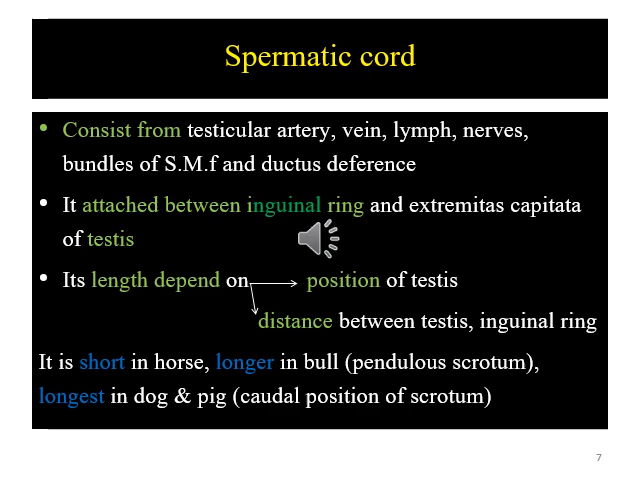 Spermatic cord
• Consist from testicular artery, vein, lymph, nerves,
bundles of S.M.f and ductus deference
• It attached between inguinal ring and extremitas capitata
of testis
• Its length depend on position of testis
distance between testis, inguinal ring
It is short in horse, longer in bull (pendulous scrotum),
longest in dog & pig (caudal position of scrotum)
7